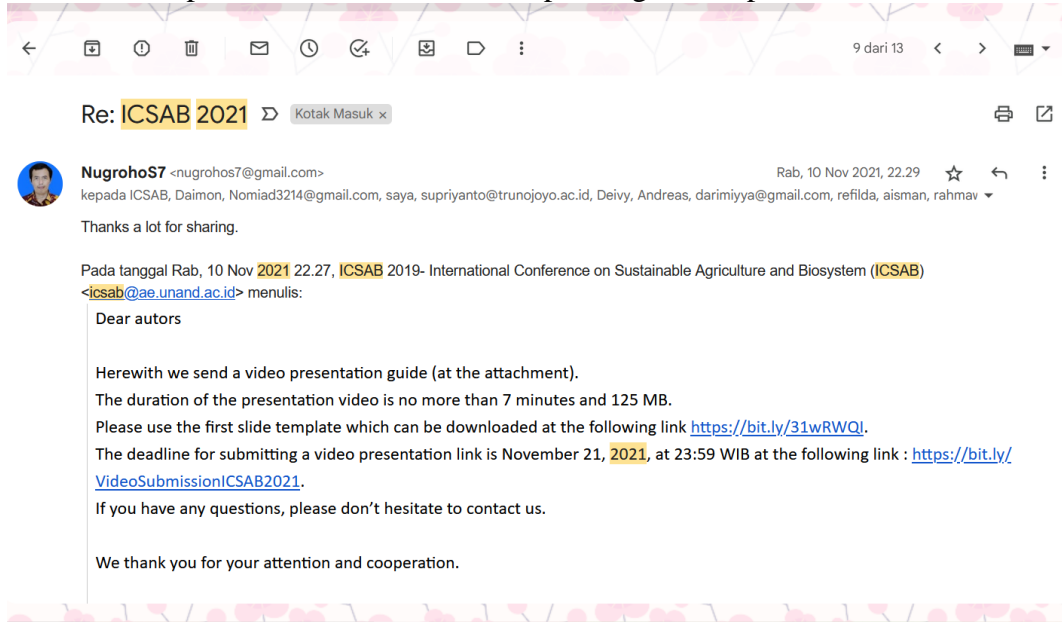 9 dari 13
Re: ICSAB 2021 Kotak Masuk ×
NugrohoS7 <nugrohos7@gmail.com> Rab, 10 Nov 2021, 22.29
kepada ICSAB, Daimon, Nomiad3214@gmail.com, saya, supriyanto@trunojoyo.ac.id, Deivy, Andreas, darimiyya@gmail.com, refilda, aisman,
Thanks a lot for sharing.
Pada tanggal Rab, 10 Nov 2021 22.27, ICSAB 2019- International Conference on Sustainable Agriculture and Biosystem (ICSAB)
<icsab@ae.unand.ac.id> menulis:
Dear autors
Herewith we send a video presentation guide (at the attachment).
The duration of the presentation video is no more than 7 minutes and 125 MB.
Please use the first slide template which can be downloaded at the following link https://bit.ly/31wRWQI.
The deadline for submitting a video presentation link is November 21, 2021, at 23:59 WIB at the following link : https://bit.ly/
VideoSubmissionICSAB2021.
If you have any questions, please don't hesitate to contact us.
We thank you for your attention and cooperation.